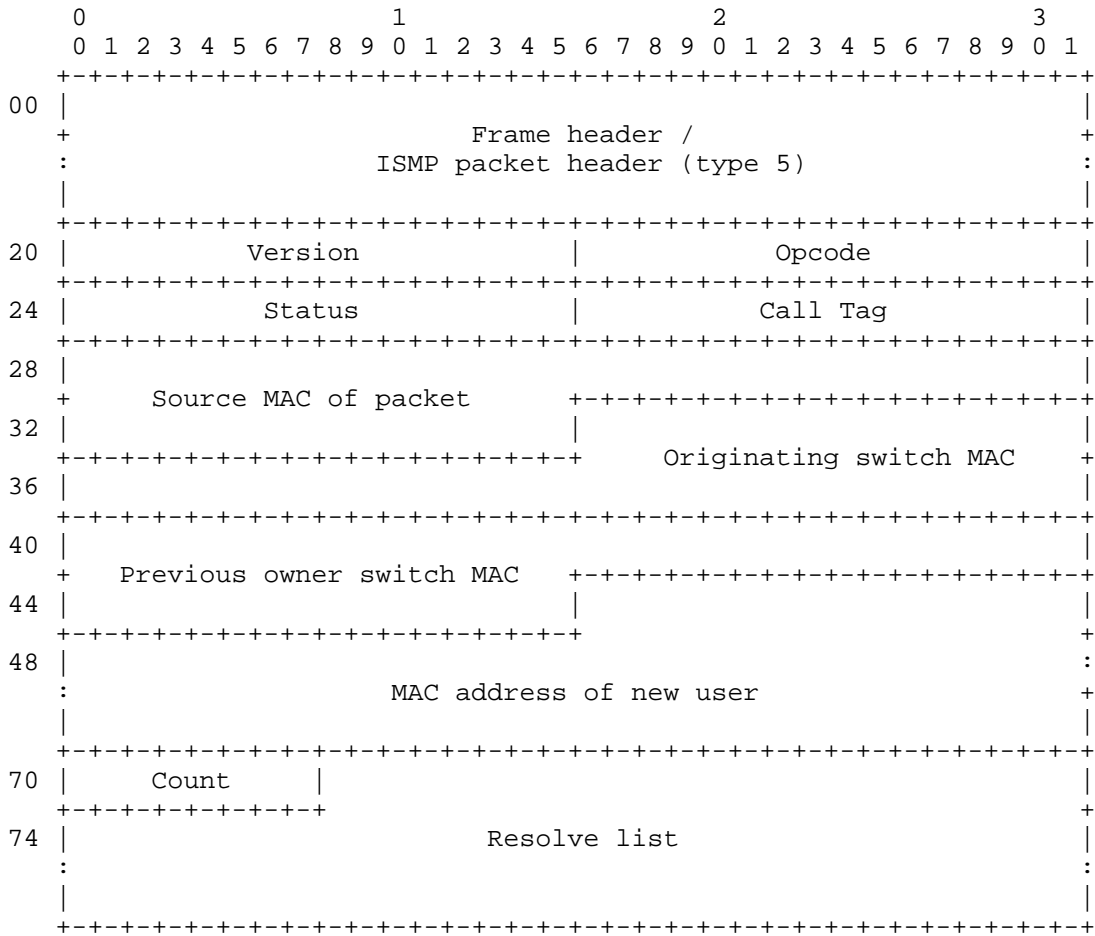 0                   1                   2                   3
 0 1 2 3 4 5 6 7 8 9 0 1 2 3 4 5 6 7 8 9 0 1 2 3 4 5 6 7 8 9 0 1
   +-+-+-+-+-+-+-+-+-+-+-+-+-+-+-+-+-+-+-+-+-+-+-+-+-+-+-+-+-+-+-+-+
00 |                                                               |
   +                         Frame header /                        +
   :                   ISMP packet header (type 5)                 :
   |                                                               |
   +-+-+-+-+-+-+-+-+-+-+-+-+-+-+-+-+-+-+-+-+-+-+-+-+-+-+-+-+-+-+-+-+
20 |           Version             |            Opcode             |
   +-+-+-+-+-+-+-+-+-+-+-+-+-+-+-+-+-+-+-+-+-+-+-+-+-+-+-+-+-+-+-+-+
24 |            Status             |           Call Tag            |
   +-+-+-+-+-+-+-+-+-+-+-+-+-+-+-+-+-+-+-+-+-+-+-+-+-+-+-+-+-+-+-+-+
28 |                                                               |
   +     Source MAC of packet      +-+-+-+-+-+-+-+-+-+-+-+-+-+-+-+-+
32 |                               |                               |
   +-+-+-+-+-+-+-+-+-+-+-+-+-+-+-+-+     Originating switch MAC    +
36 |                                                               |
   +-+-+-+-+-+-+-+-+-+-+-+-+-+-+-+-+-+-+-+-+-+-+-+-+-+-+-+-+-+-+-+-+
40 |                                                               |
   +   Previous owner switch MAC   +-+-+-+-+-+-+-+-+-+-+-+-+-+-+-+-+
44 |                               |                               |
   +-+-+-+-+-+-+-+-+-+-+-+-+-+-+-+-+                               +
48 |                                                               :
   :                    MAC address of new user                    +
   |                                                               |
   +-+-+-+-+-+-+-+-+-+-+-+-+-+-+-+-+-+-+-+-+-+-+-+-+-+-+-+-+-+-+-+-+
70 |     Count     |                                               |
   +-+-+-+-+-+-+-+-+                                               +
74 |                          Resolve list                         |
   :                                                               :
   |                                                               |
   +-+-+-+-+-+-+-+-+-+-+-+-+-+-+-+-+-+-+-+-+-+-+-+-+-+-+-+-+-+-+-+-+